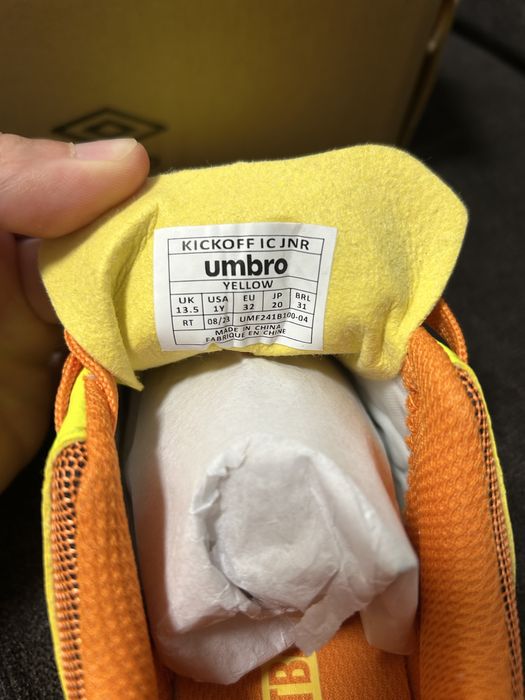 KICKOFF IC JNR
umbro
YELLOW
UK USA EU JP BRL
13.5 1Y 32 20 31
RT 08/23 UMF241B100-04
MADE IN CHINA
FABRIQUE EN CHINE